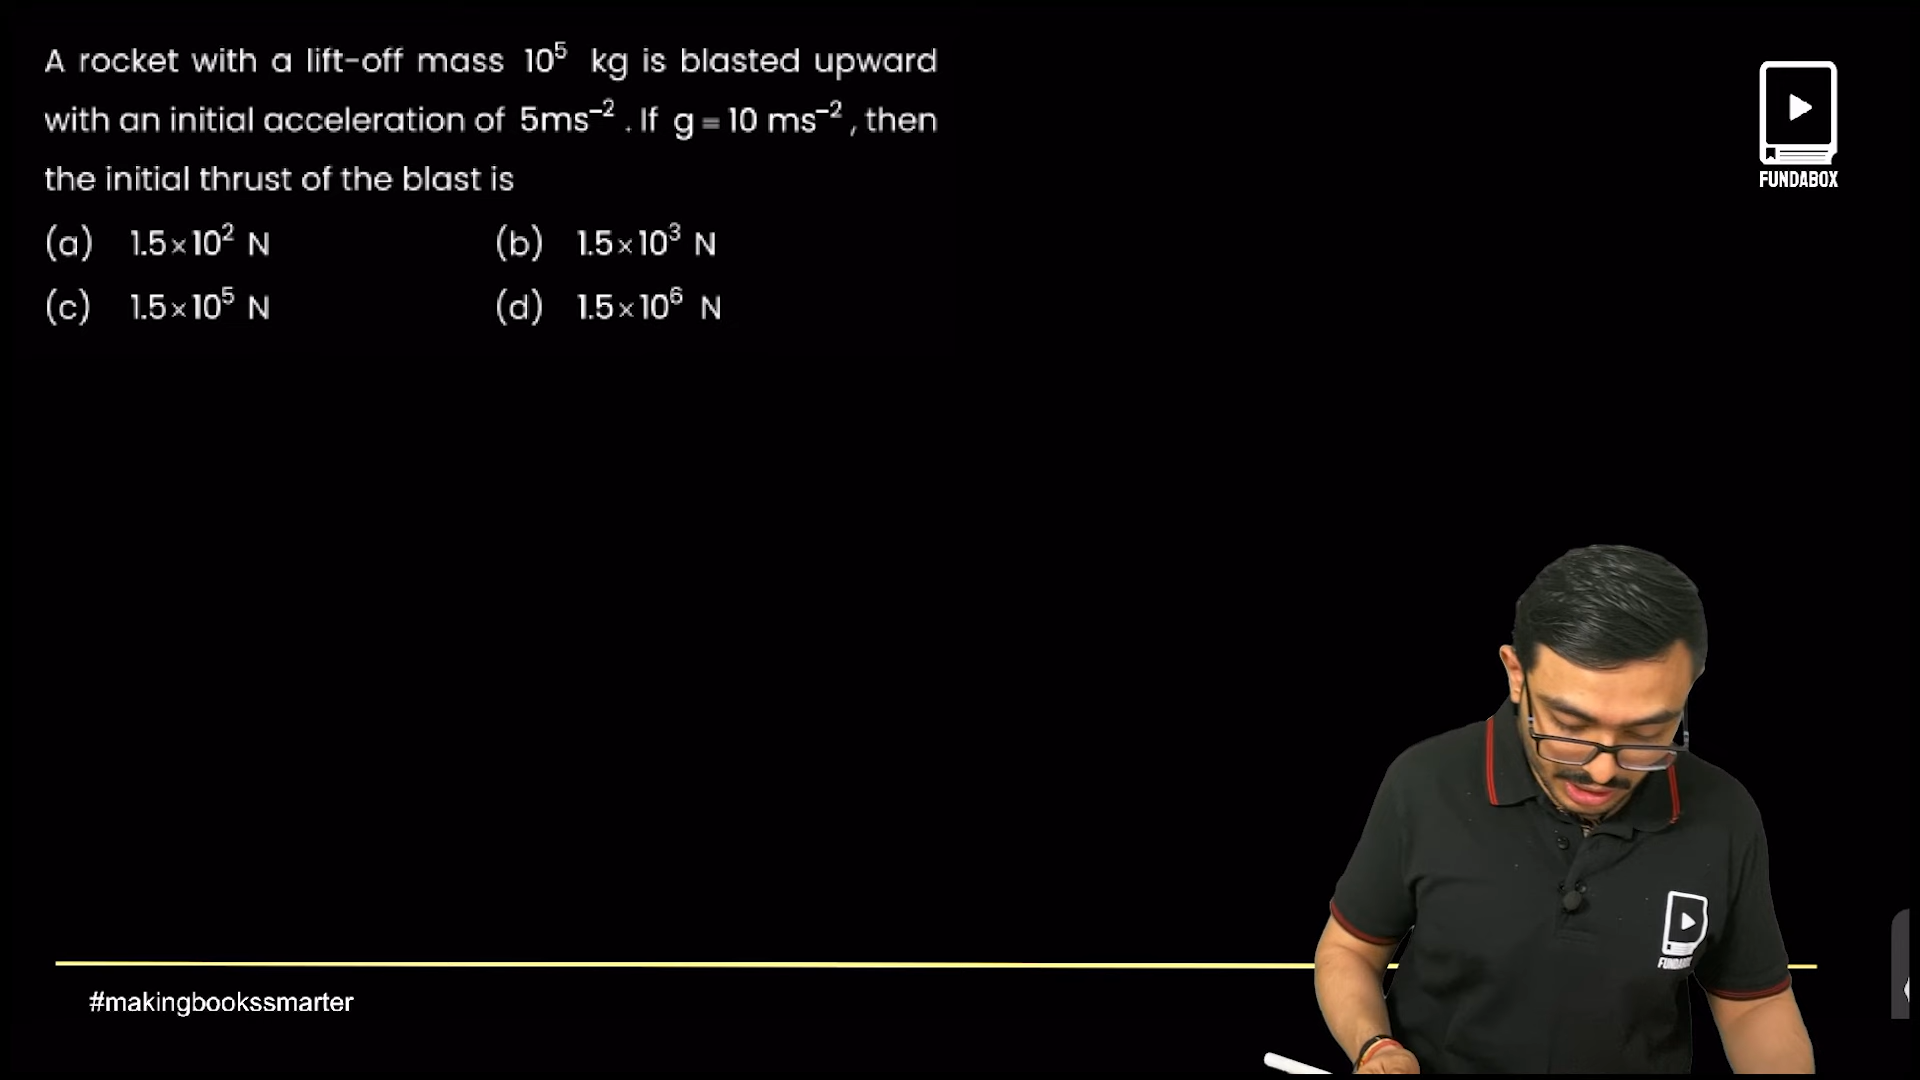 A rocket with a lift-off mass 10⁵ kg is blasted upward
with an initial acceleration of 5ms⁻². If g = 10 ms⁻², then
the initial thrust of the blast is
(a) 1.5×10² N (b) 1.5×10³ N
(c) 1.5×10⁵ N (d) 1.5×10⁶ N
FUNDABOX
#makingbookssmarter